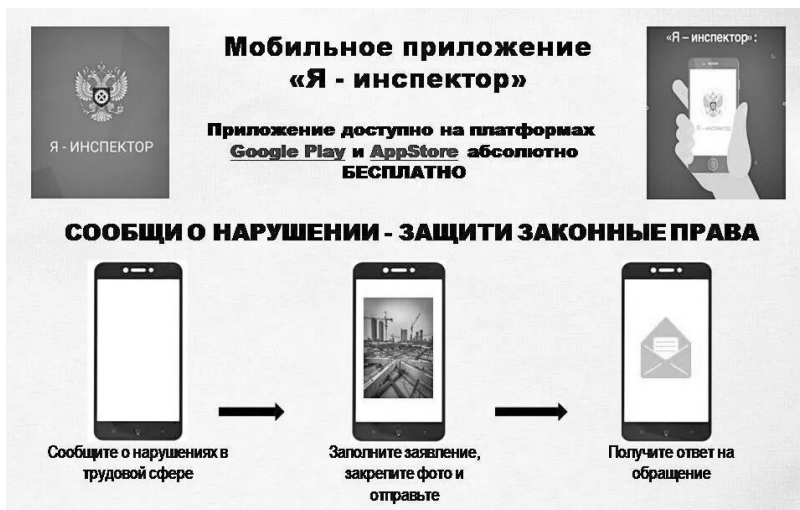 Мобильное приложение
«Я - инспектор»
Я - ИНСПЕКТОР
«Я – инспектор»:
Я - инспектор
Приложение доступно на платформах
Google Play и AppStore абсолютно
БЕСПЛАТНО
СООБЩИ О НАРУШЕНИИ - ЗАЩИТИ ЗАКОННЫЕ ПРАВА
Сообщите о нарушениях в
трудовой сфере
Заполните заявление,
закрепите фото и
отправьте
Получите ответ на
обращение